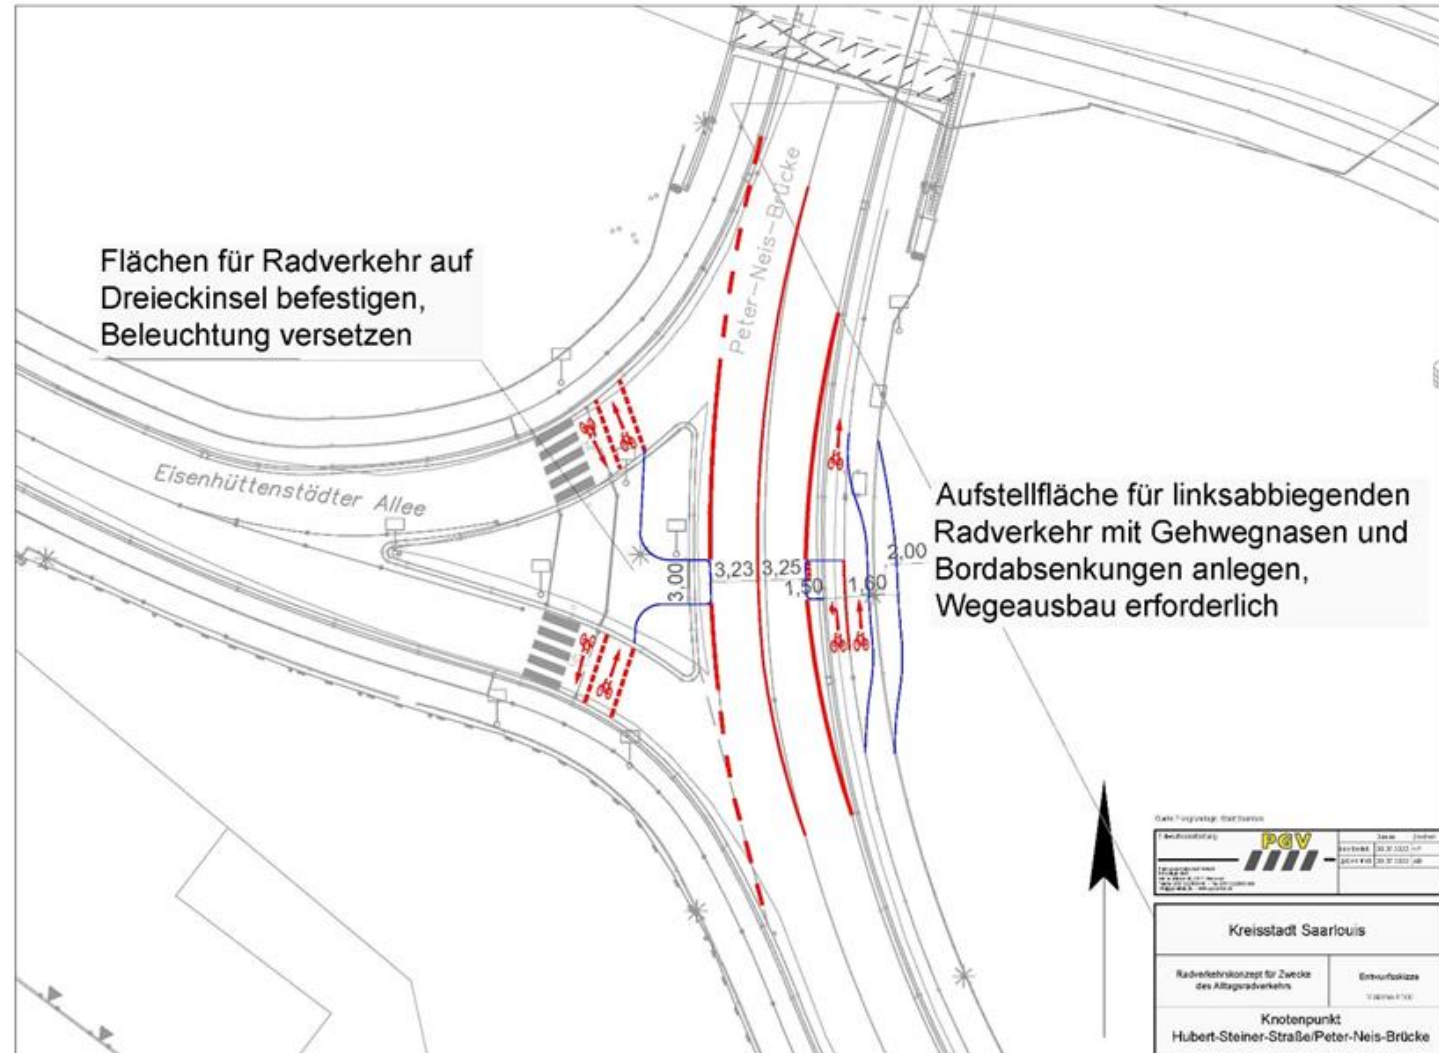 Peter-Neis-Brücke
Flächen für Radverkehr auf
Dreieckinsel befestigen,
Beleuchtung versetzen
Eisenhüttenstädter Allee
Aufstellfläche für linksabbiegenden
Radverkehr mit Gehwegnasen und
Bordabsenkungen anlegen,
Wegeausbau erforderlich
3,00
3,23
3,25
1,50
1,60
2,00
PGV
Kreisstadt Saarlouis
Radverkehrskonzept für Zwecke
des Alltagsradverkehrs
Entwurfsskizze
Knotenpunkt
Hubert-Steiner-Straße/Peter-Neis-Brücke